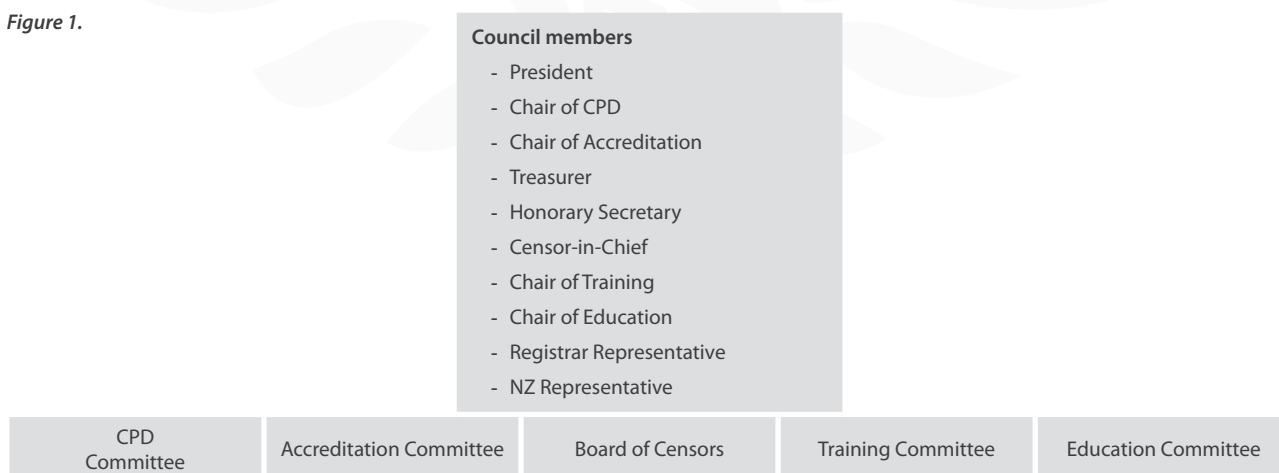 Figure 1.
Council members
- President
- Chair of CPD
- Chair of Accreditation
- Treasurer
- Honorary Secretary
- Censor-in-Chief
- Chair of Training
- Chair of Education
- Registrar Representative
- NZ Representative
CPD
Committee
Accreditation Committee
Board of Censors
Training Committee
Education Committee